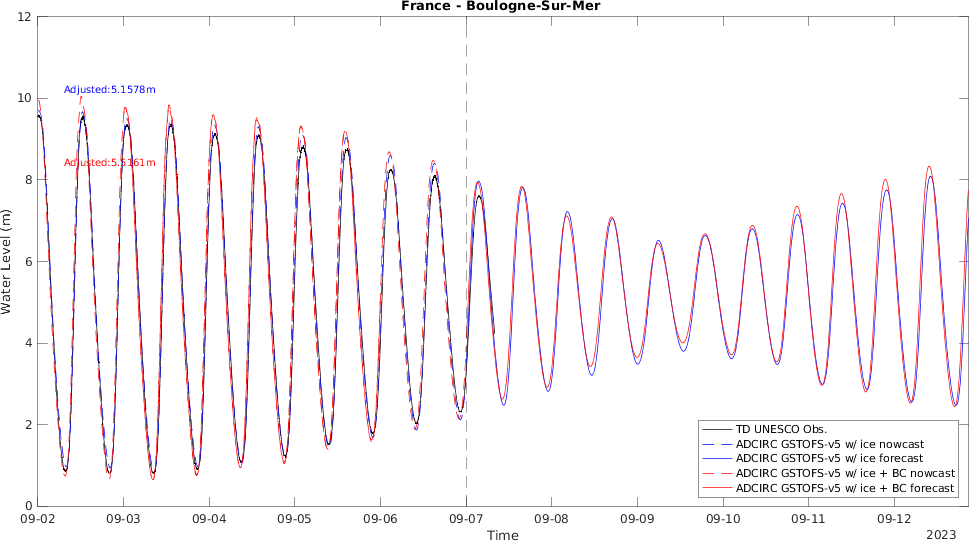 France - Boulogne-Sur-Mer
12
10
8
6
4
2
0
Water Level (m)
Adjusted:5.1578m
Adjusted:5.5161m
TD UNESCO Obs.
ADCIRC GSTOFS-v5 w/ ice nowcast
ADCIRC GSTOFS-v5 w/ ice forecast
ADCIRC GSTOFS-v5 w/ ice + BC nowcast
ADCIRC GSTOFS-v5 w/ ice + BC forecast
09-02 09-03 09-04 09-05 09-06 09-07 09-08 09-09 09-10 09-11 09-12
Time
2023